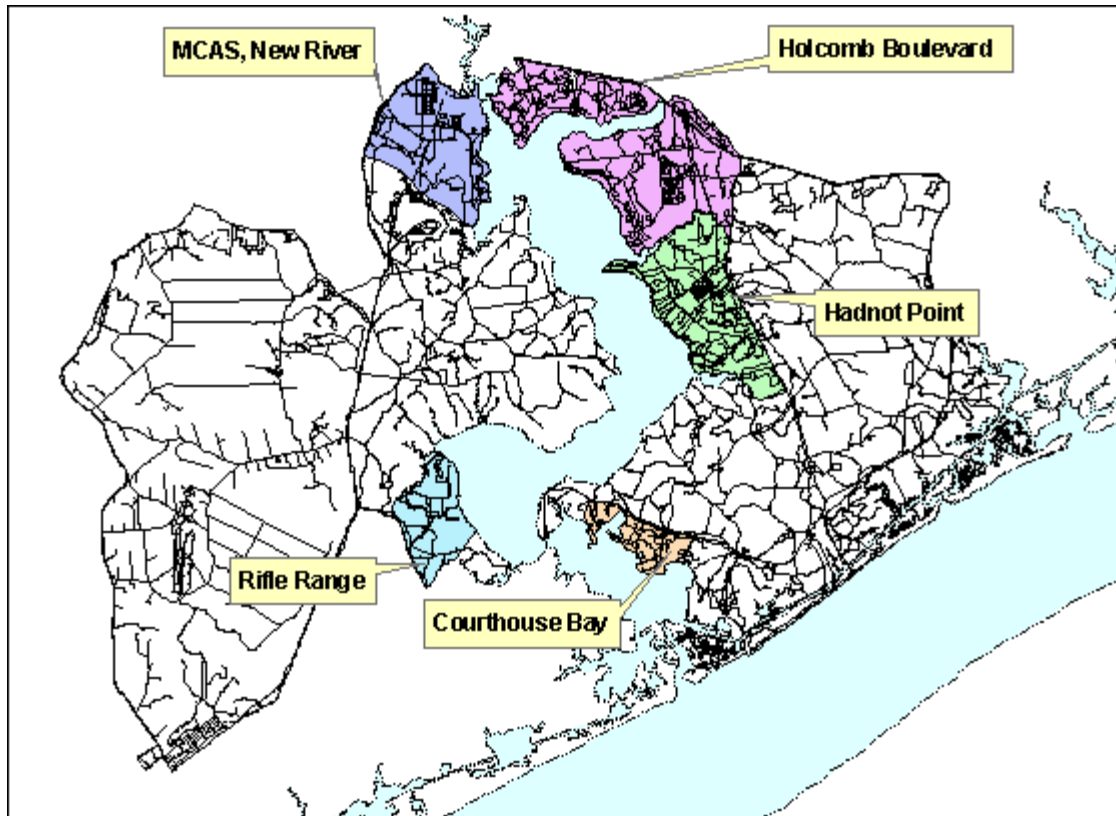 MCAS, New River
Holcomb Boulevard
Hadnot Point
Rifle Range
Courthouse Bay